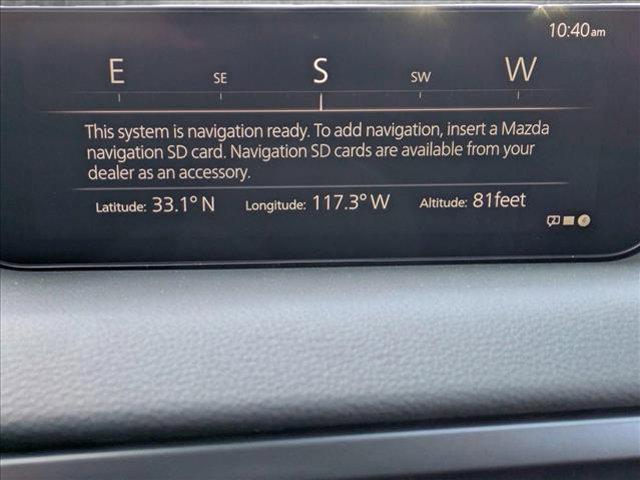 10:40am
E SE S SW W
This system is navigation ready. To add navigation, insert a Mazda
navigation SD card. Navigation SD cards are available from your
dealer as an accessory.
Latitude: 33.1° N Longitude: 117.3° W Altitude: 81feet